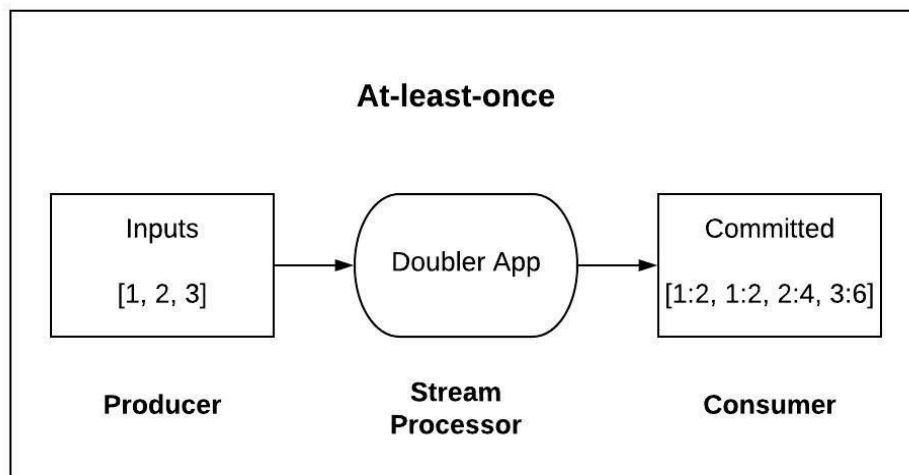 At-least-once
Inputs
[1, 2, 3]
Doubler App
Committed
[1:2, 1:2, 2:4, 3:6]
Producer
Stream
Processor
Consumer